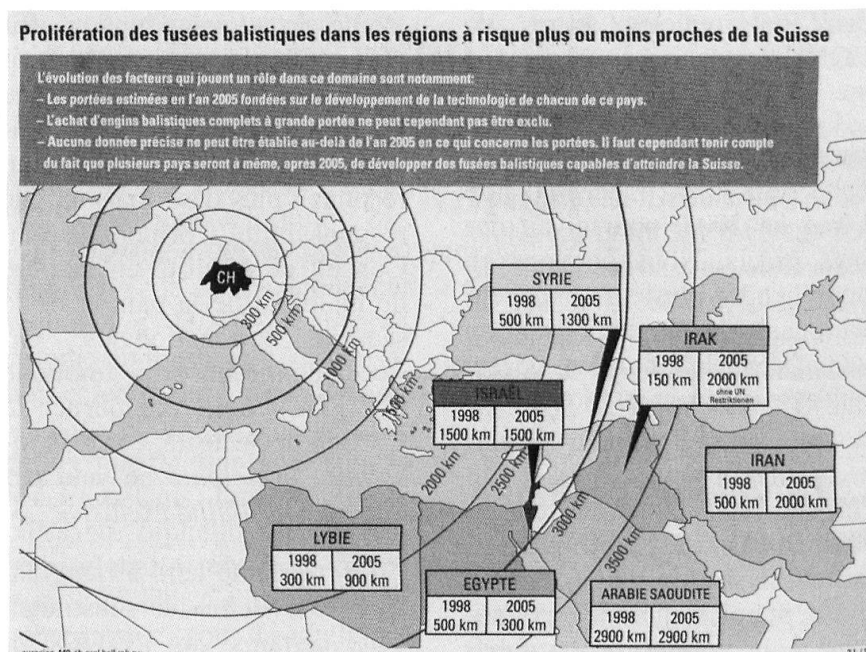 Prolifération des fusées balistiques dans les régions à risque plus ou moins proches de la Suisse
L'évolution des facteurs qui jouent un rôle dans ce domaine sont notamment:
– Les portées estimées en l'an 2005 fondées sur le développement de la technologie de chacun de ce pays.
– L'achat d'engins balistiques complets à grande portée ne peut cependant pas être exclu.
– Aucune donnée précise ne peut être établie au-delà de l'an 2005 en ce qui concerne les portées. Il faut cependant tenir compte
du fait que plusieurs pays seront à même, après 2005, de développer des fusées balistiques capables d'atteindre la Suisse.
CH
300 km
500 km
1000 km
1500 km
2000 km
2500 km
3000 km
3500 km
SYRIE
1998 2005
500 km 1300 km
IRAK
1998 2005
150 km 2000 km
ohne UN
Restriktionen
ISRAËL
1998 2005
1500 km 1500 km
IRAN
1998 2005
500 km 2000 km
LYBIE
1998 2005
300 km 900 km
EGYPTE
1998 2005
500 km 1300 km
ARABIE SAOUDITE
1998 2005
2900 km 2900 km